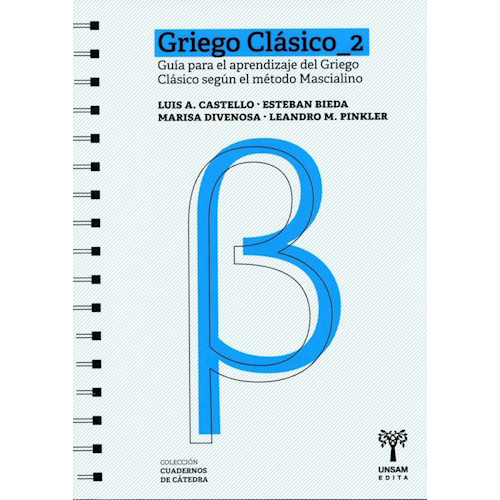 Griego Clásico_2
Guía para el aprendizaje del Griego
Clásico según el método Mascialino
LUIS A. CASTELLO · ESTEBAN BIEDA
MARISA DIVENOSA · LEANDRO M. PINKLER
β
COLECCIÓN
CUADERNOS
DE CÁTEDRA
UNSAM
EDITA